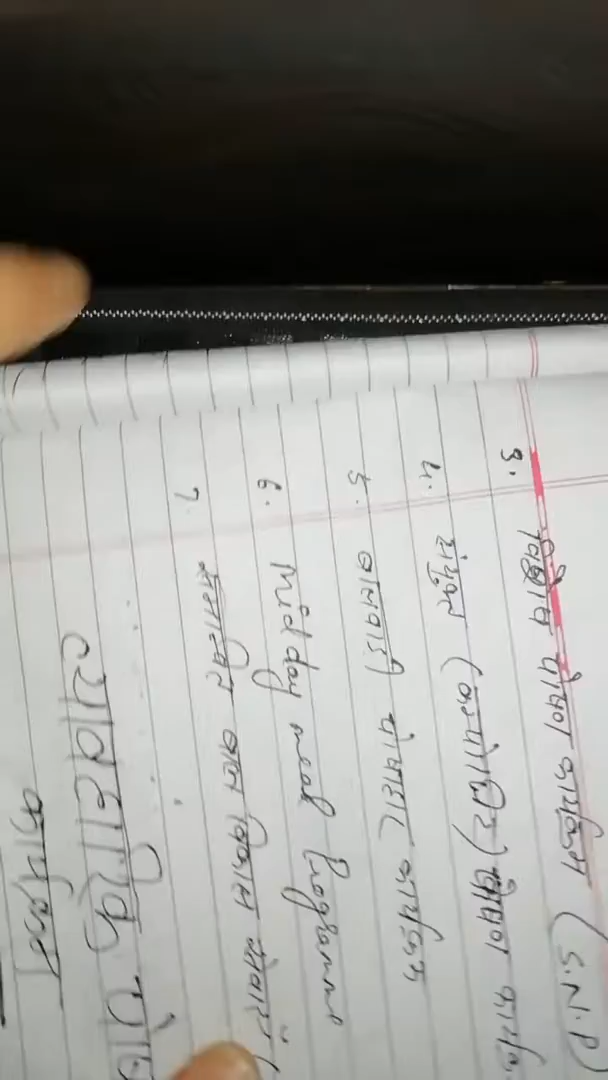 3. विशेष पोषण कार्यक्रम (S.N.P)
4. संयुक्त (कम्पोजिट) पोषण
5. बालवाड़ी पोषाहार कार्यक्रम
6. Mid day meal Programme
7. समन्वित बाल विकास सेवाएँ (
व्यावहारिक पोषण
कार्यक्रम